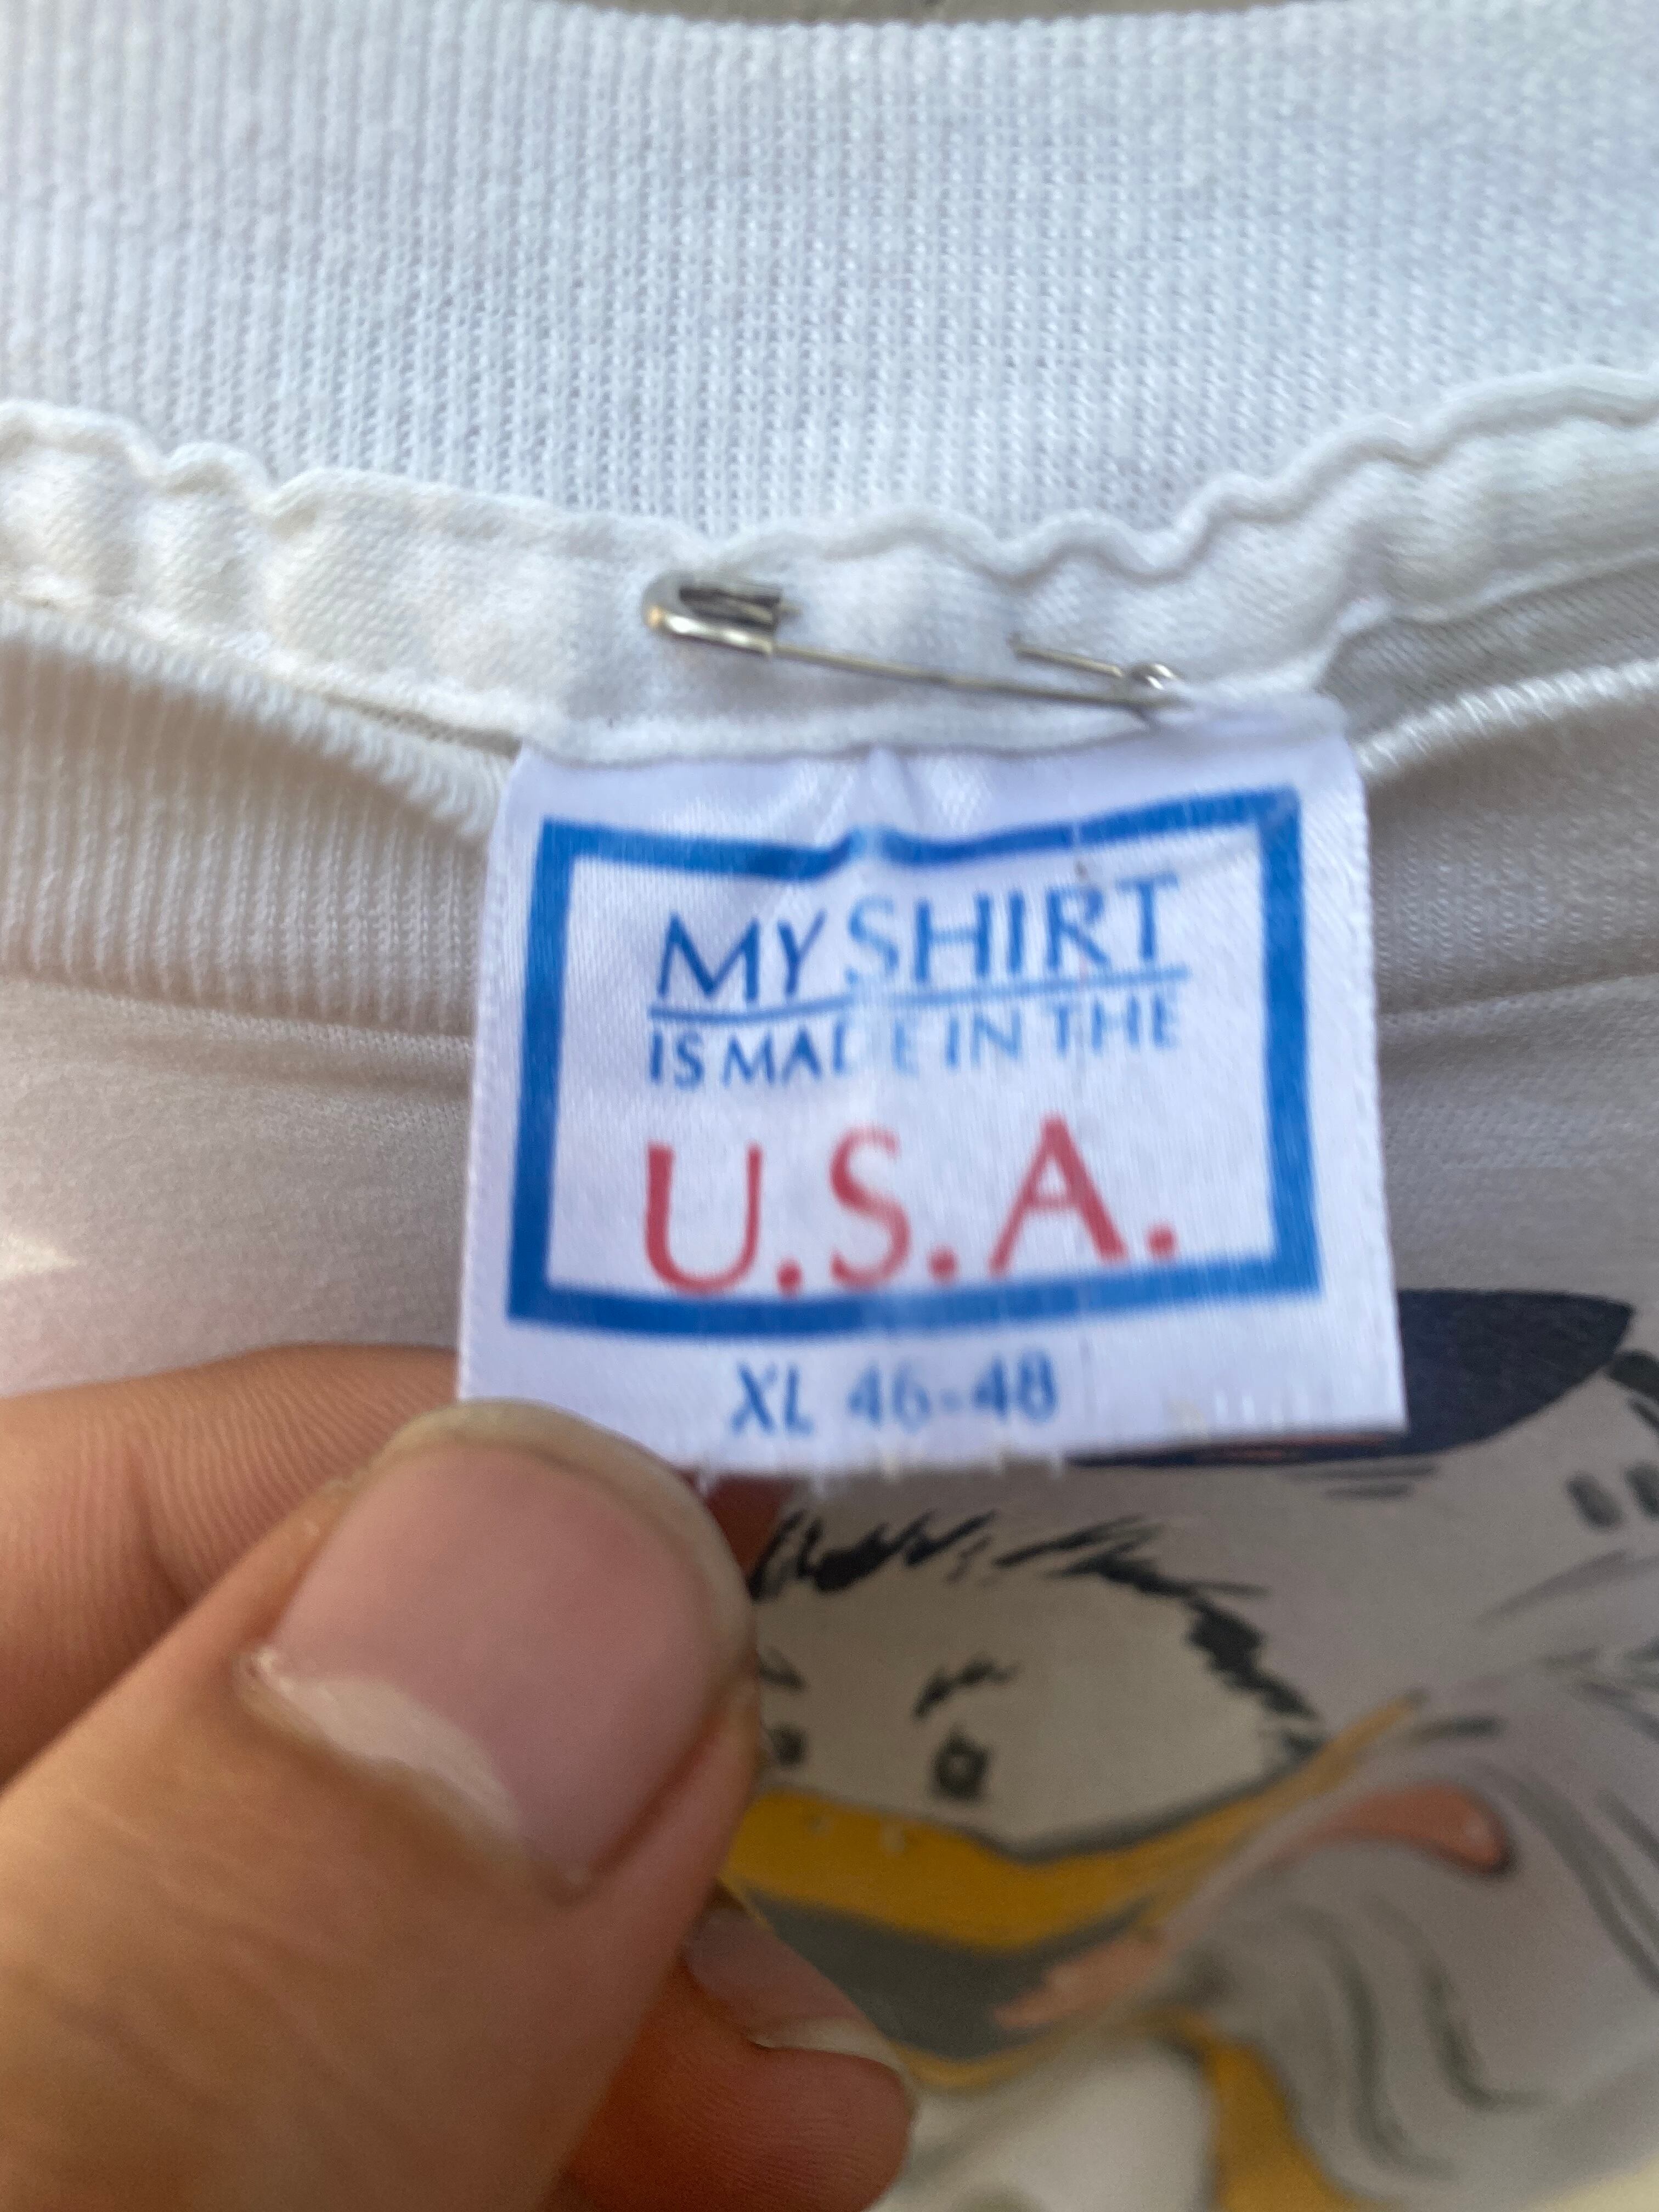 MY SHIRT
IS MADE IN THE
U.S.A.
XL 46-48